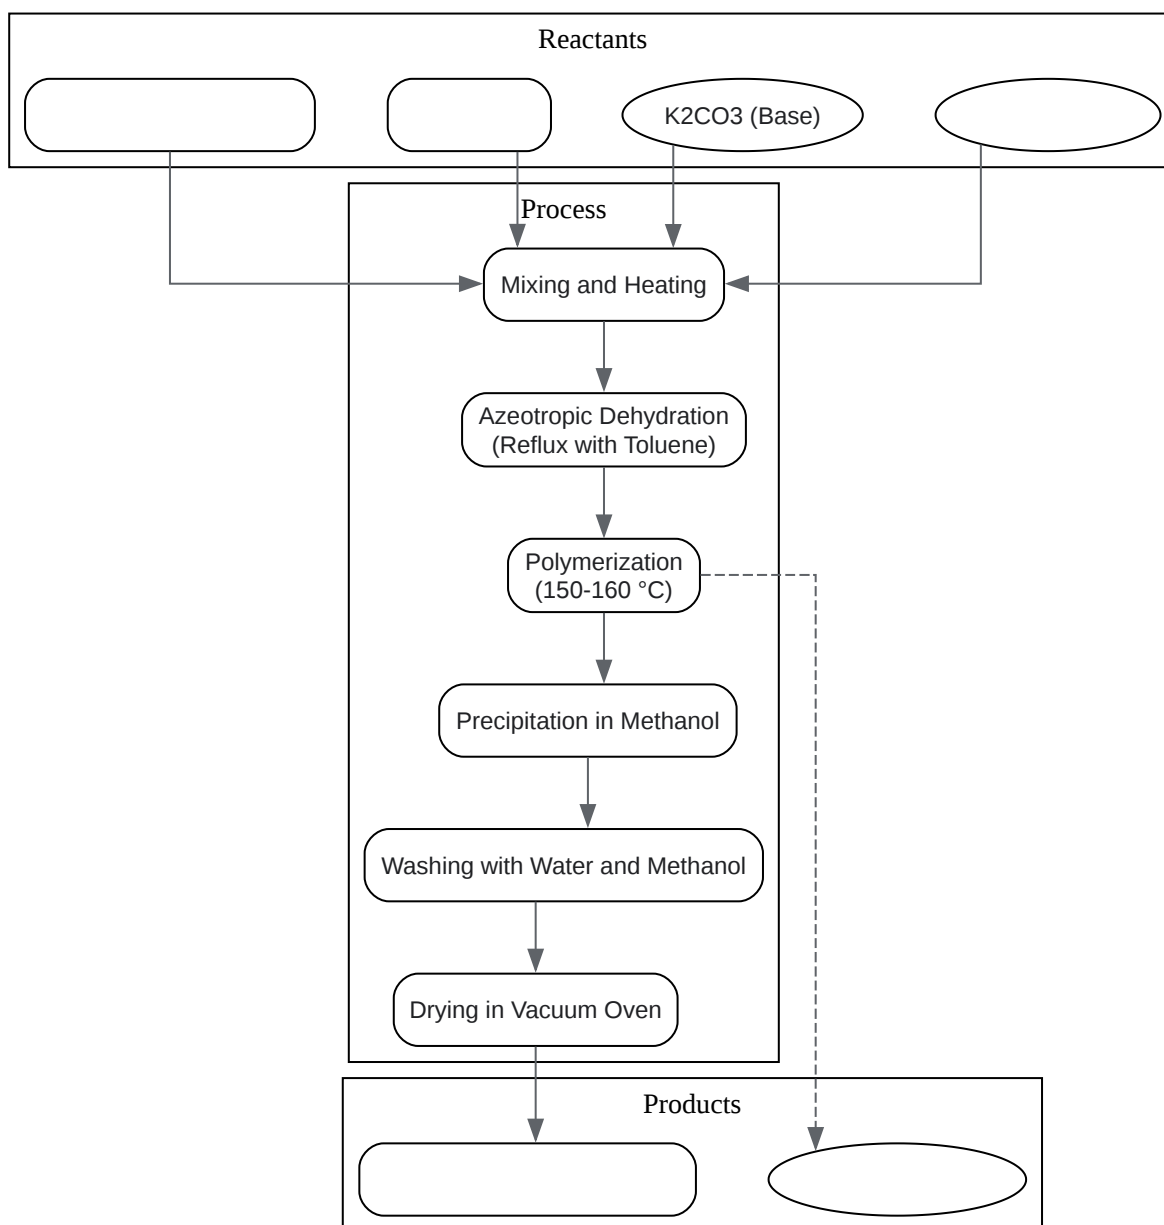 Reactants
K2CO3 (Base)
Process
Mixing and Heating
Azeotropic Dehydration
(Reflux with Toluene)
Polymerization
(150-160 °C)
Precipitation in Methanol
Washing with Water and Methanol
Drying in Vacuum Oven
Products